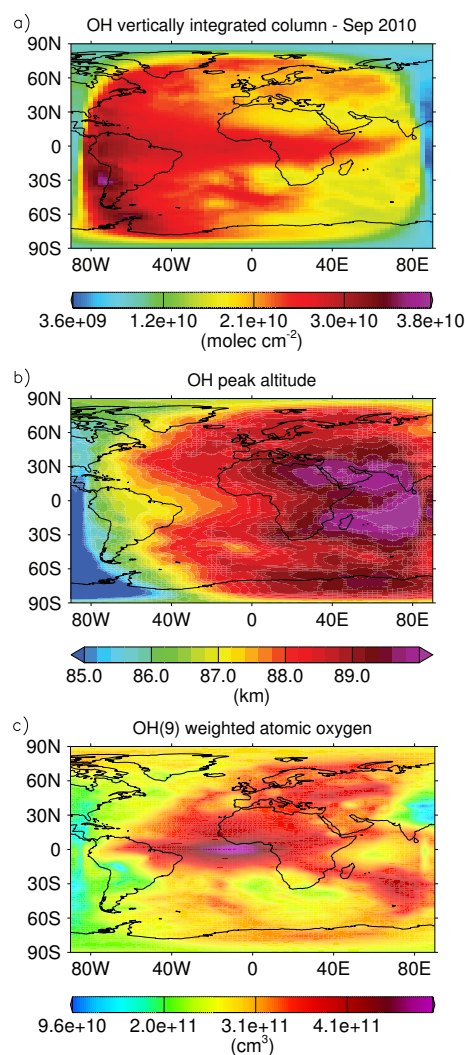 a)
OH vertically integrated column - Sep 2010
90N
60N
30N
0
30S
60S
90S
80W 40W 0 40E 80E
3.6e+09 1.2e+10 2.1e+10 3.0e+10 3.8e+10
(molec cm⁻²)
b)
OH peak altitude
90N
60N
30N
0
30S
60S
90S
80W 40W 0 40E 80E
85.0 86.0 87.0 88.0 89.0
(km)
c)
OH(9) weighted atomic oxygen
90N
60N
30N
0
30S
60S
90S
80W 40W 0 40E 80E
9.6e+10 2.0e+11 3.1e+11 4.1e+11
(cm³)